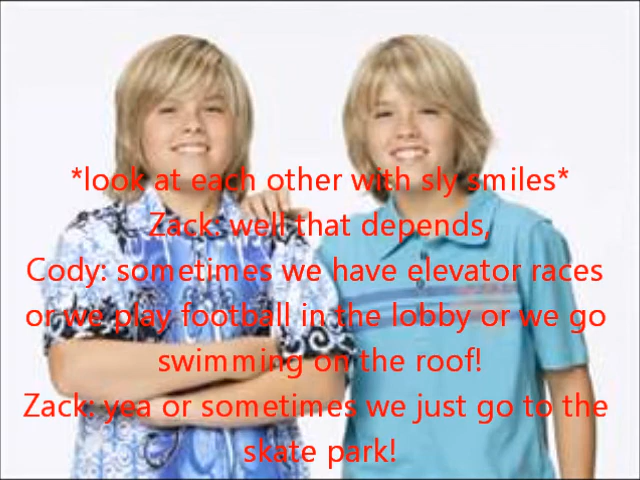 *look at each other with sly smiles*
Zack: well that depends,
Cody: sometimes we have elevator races
or we play football in the lobby or we go
swimming on the roof!
Zack: yea or sometimes we just go to the
skate park!